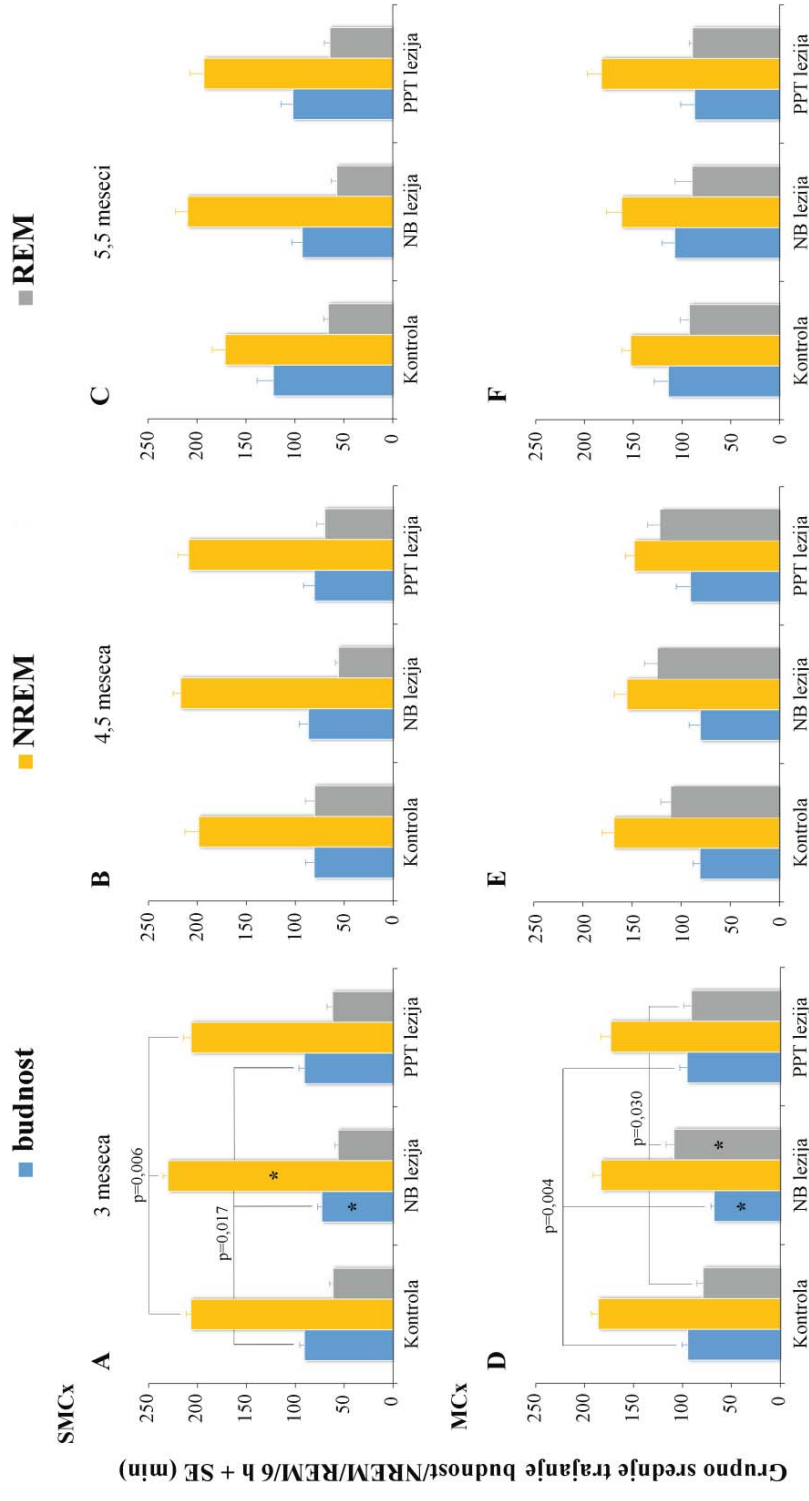 budnost NREM REM
SMCx
3 meseca 4,5 meseca 5,5 meseci
A
p=0,006
p=0,017
250
200
150
100
50
0
*
*
Kontrola NB lezija PPT lezija
B
250
200
150
100
50
0
Kontrola NB lezija PPT lezija
C
250
200
150
100
50
0
Kontrola NB lezija PPT lezija
MCx
D
p=0,004
p=0,030
250
200
150
100
50
0
*
*
Kontrola NB lezija PPT lezija
E
250
200
150
100
50
0
Kontrola NB lezija PPT lezija
F
250
200
150
100
50
0
Kontrola NB lezija PPT lezija
Grupno srednje trajanje budnost/NREM/REM/6 h + SE (min)